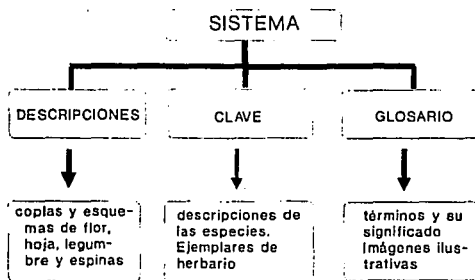 SISTEMA
DESCRIPCIONES
CLAVE
GLOSARIO
copias y esque-
mas de flor,
hoja, legum-
bre y espinas
descripciones de
las especies.
Ejemplares de
herbario
términos y su
significado
Imágenes ilus-
trativas